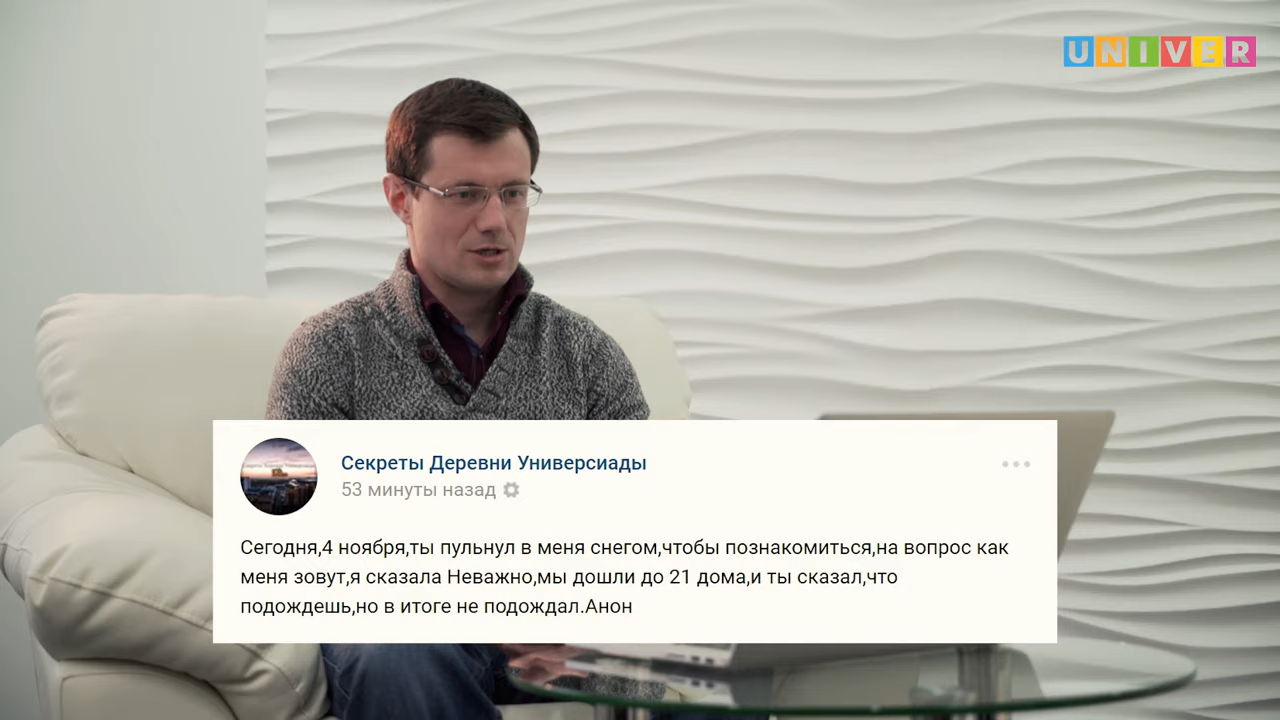 UNIVER
Секреты Деревни Универсиады
53 минуты назад
Сегодня,4 ноября,ты пульнул в меня снегом,чтобы познакомиться,на вопрос как
меня зовут,я сказала Неважно,мы дошли до 21 дома,и ты сказал,что
подождешь,но в итоге не подождал.Анон